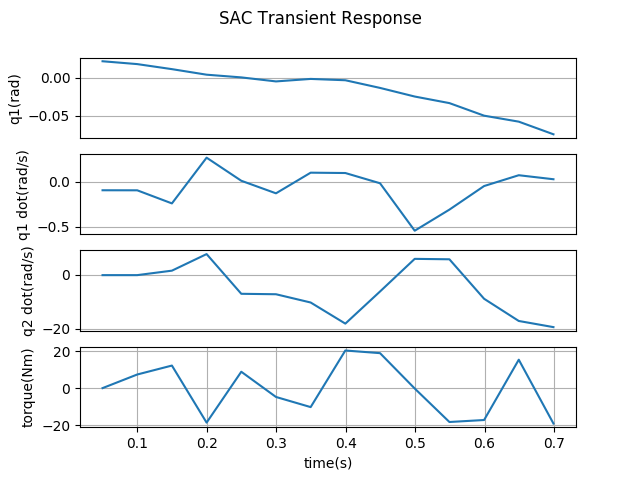 SAC Transient Response
q1(rad)
0.00
−0.05
q1 dot(rad/s)
0.0
−0.5
q2 dot(rad/s)
0
−20
torque(Nm)
20
0
−20
0.1 0.2 0.3 0.4 0.5 0.6 0.7
time(s)